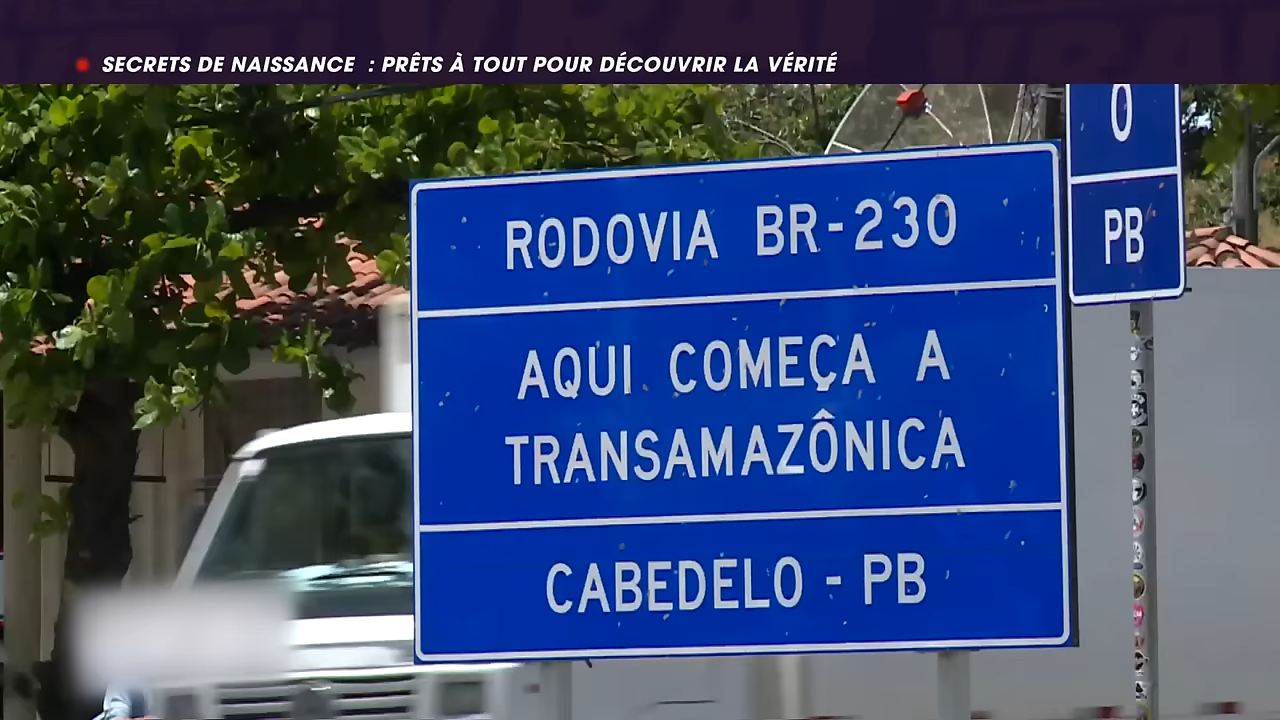 SECRETS DE NAISSANCE : PRÊTS À TOUT POUR DÉCOUVRIR LA VÉRITÉ
0
PB
RODOVIA BR-230
AQUI COMEÇA A
TRANSAMAZÔNICA
CABEDELO - PB